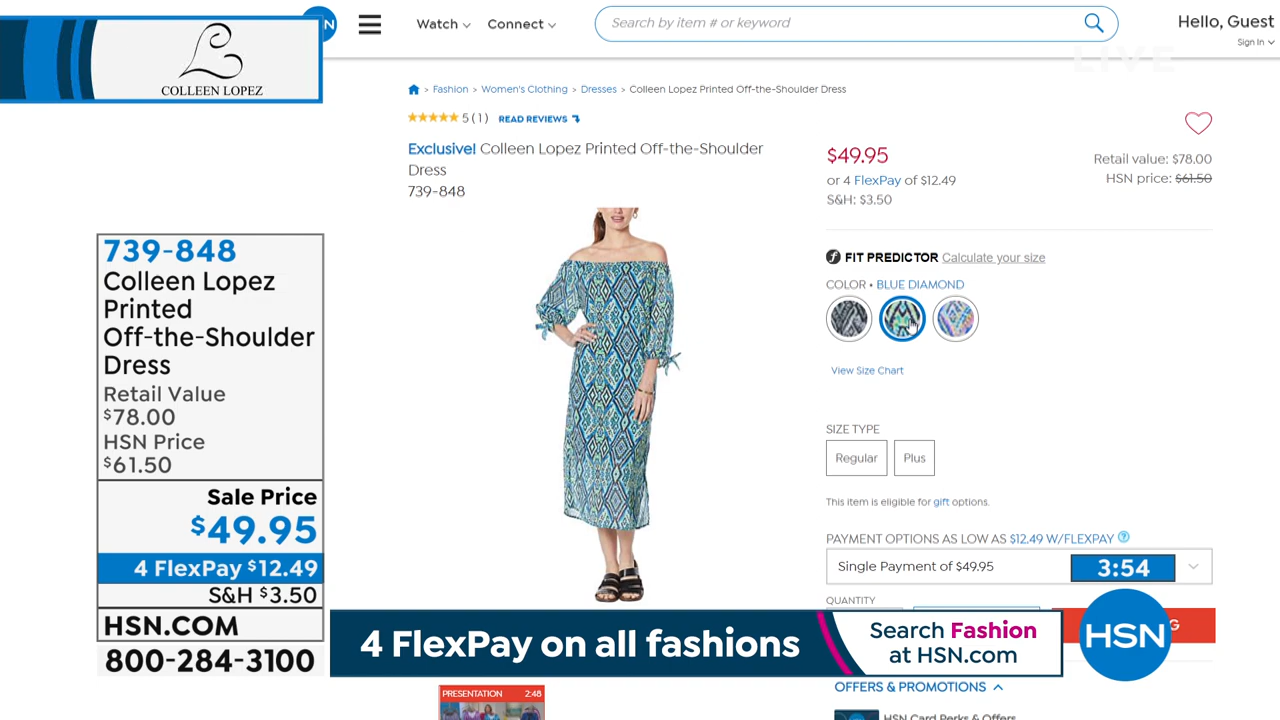 COLLEEN LOPEZ
N
Watch
Connect
Search by item # or keyword
Hello, Guest
Sign In
LIVE
> Fashion > Women's Clothing > Dresses > Colleen Lopez Printed Off-the-Shoulder Dress
5 ( 1 ) READ REVIEWS
Exclusive! Colleen Lopez Printed Off-the-Shoulder
Dress
739-848
$49.95
or 4 FlexPay of $12.49
S&H: $3.50
Retail value: $78.00
HSN price: $61.50
FIT PREDICTOR Calculate your size
COLOR • BLUE DIAMOND
View Size Chart
SIZE TYPE
Regular
Plus
This item is eligible for gift options.
PAYMENT OPTIONS AS LOW AS $12.49 W/FLEXPAY ?
Single Payment of $49.95
3:54
QUANTITY
G
OFFERS & PROMOTIONS
HSN Card Perks & Offers
739-848
Colleen Lopez
Printed
Off-the-Shoulder
Dress
Retail Value
$78.00
HSN Price
$61.50
Sale Price
$49.95
4 FlexPay $12.49
S&H $3.50
HSN.COM
800-284-3100
4 FlexPay on all fashions
Search Fashion
at HSN.com
HSN
PRESENTATION 2:48